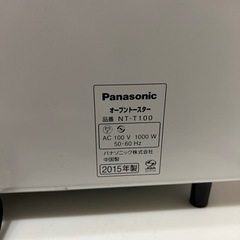 Panasonic
オーブントースター
品番 NT-T100
AC 100 V 1000 W
50-60 Hz
パナソニック株式会社
中国製
2015年製